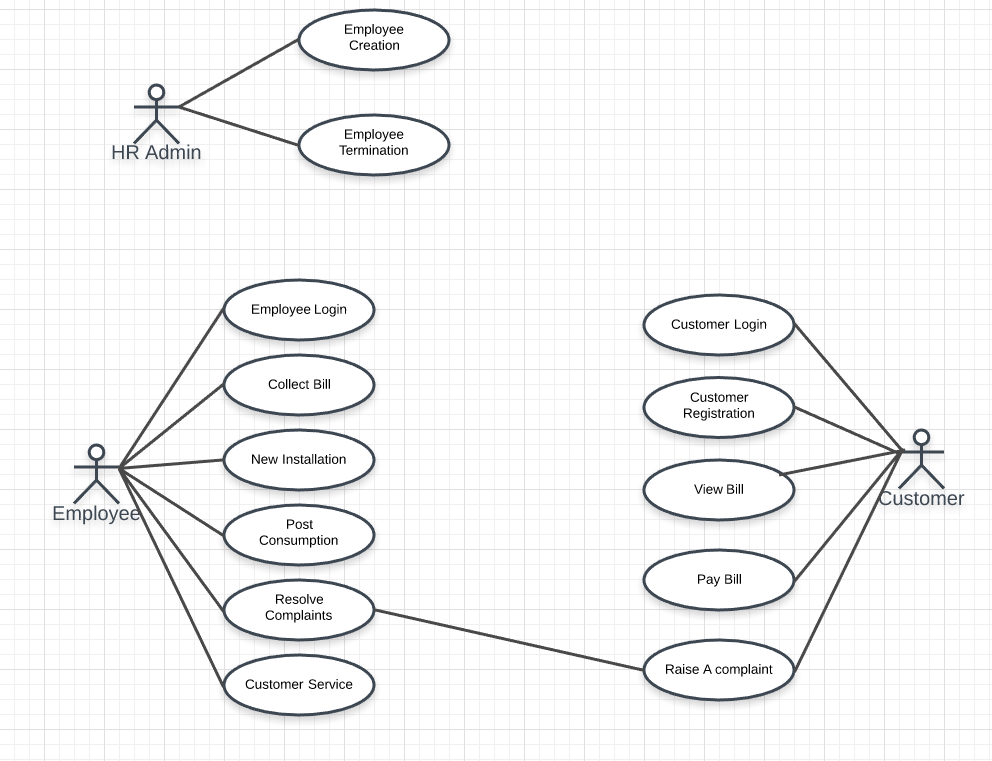 Employee
Creation
HR Admin
Employee
Termination
Employee Login
Collect Bill
New Installation
Employee
Post
Consumption
Resolve
Complaints
Customer Service
Customer Login
Customer
Registration
View Bill
Customer
Pay Bill
Raise A complaint